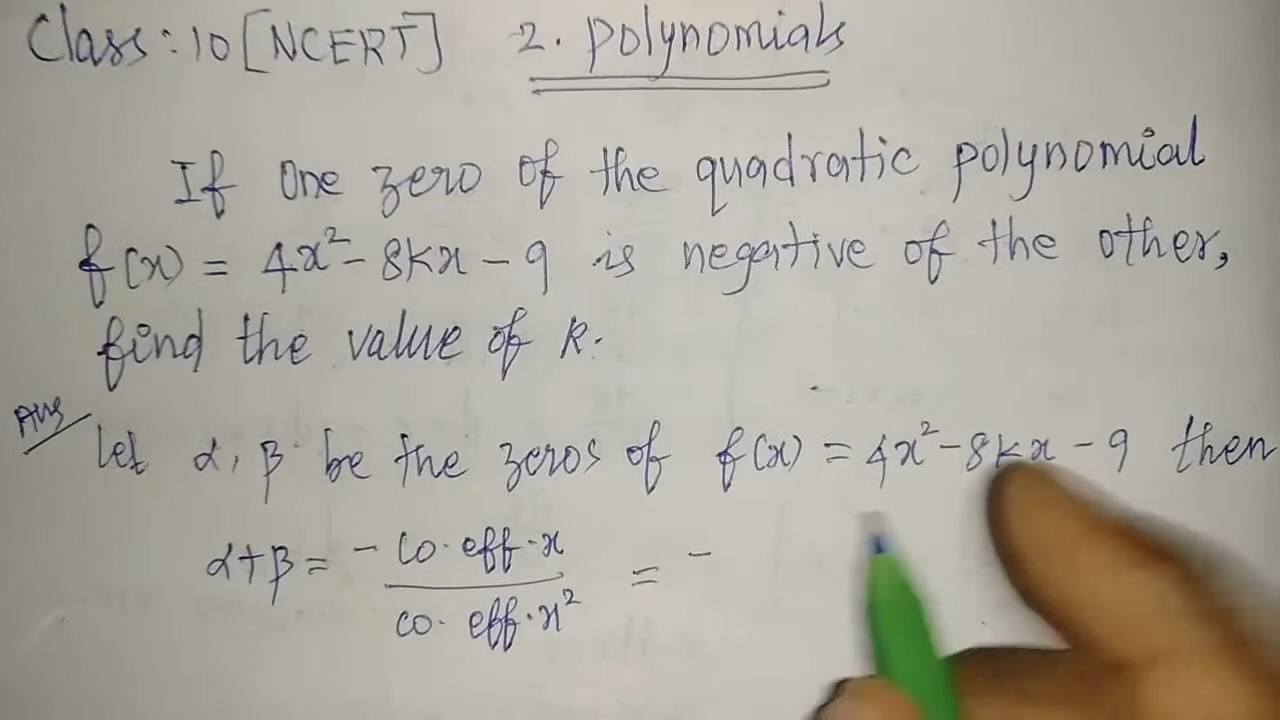 Class: 10 [NCERT] 2. Polynomials
If one zero of the quadratic polynomial
f(x) = 4x² - 8kx - 9 is negative of the other,
find the value of k.
Ans
Let α, β be the zeros of f(x) = 4x² - 8kx - 9 then
α+β = - co.eff.x / co.eff.x² = -